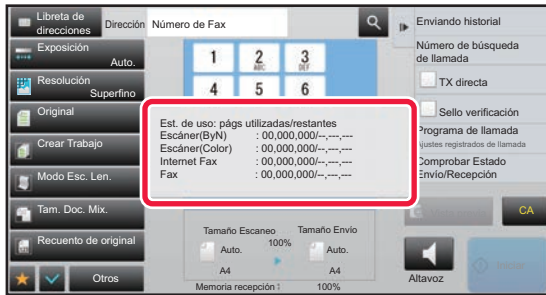 Libreta de
direcciones
Dirección
Número de Fax
Enviando historial
Exposición
Auto.
Resolución
Superfino
Original
Crear Trabajo
Modo Esc. Len.
Tam. Doc. Mix.
Recuento de original
Otros
1
2
ABC
3
DEF
4
5
6
Est. de uso: págs utilizadas/restantes
Escáner(ByN) : 00,000,000/--,---,---
Escáner(Color) : 00,000,000/--,---,---
Internet Fax : 00,000,000/--,---,---
Fax : 00,000,000/--,---,---
Tamaño Escaneo
Tamaño Envío
100%
Auto.
Auto.
A4
A4
Memoria recepción :
100%
Número de búsqueda
de llamada
TX directa
Sello verificación
Programa de llamada
Ajustes registrados de llamada
Comprobar Estado
Envío/Recepción
CA
Altavoz